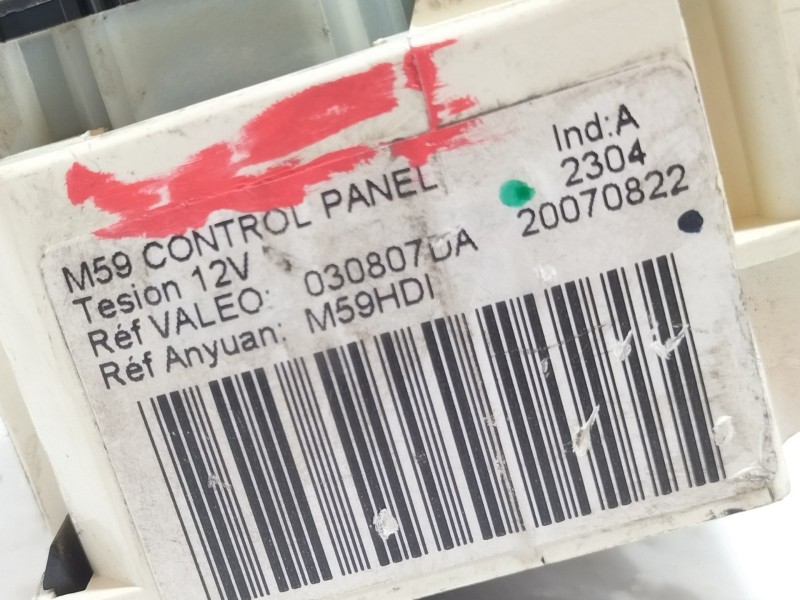 Ind:A
2304
20070822
M59 CONTROL PANEL
Tesion 12V
Réf VALEO: 030807DA
Réf Anyuan: M59HDI